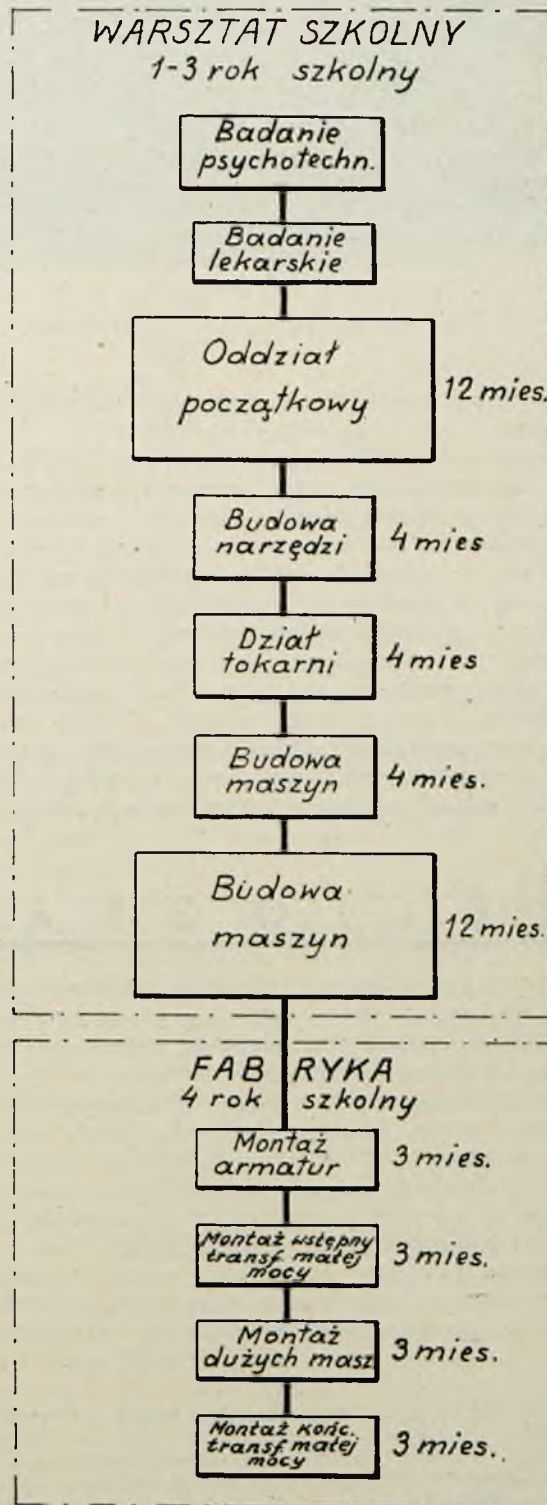 WARSZTAT SZKOLNY
1-3 rok szkolny
Badanie
psychotechn.
Badanie
lekarskie
Oddział
początkowy
12 mies.
Budowa
narzędzi
4 mies
Dział
tokarni
4 mies
Budowa
maszyn
4 mies.
Budowa
maszyn
12 mies.
FABRYKA
4 rok szkolny
Montaż
armatur
3 mies.
Montaż wstępny
transf. małej
mocy
3 mies.
Montaż
dużych masz.
3 mies.
Montaż końc.
transf. małej
mocy
3 mies.